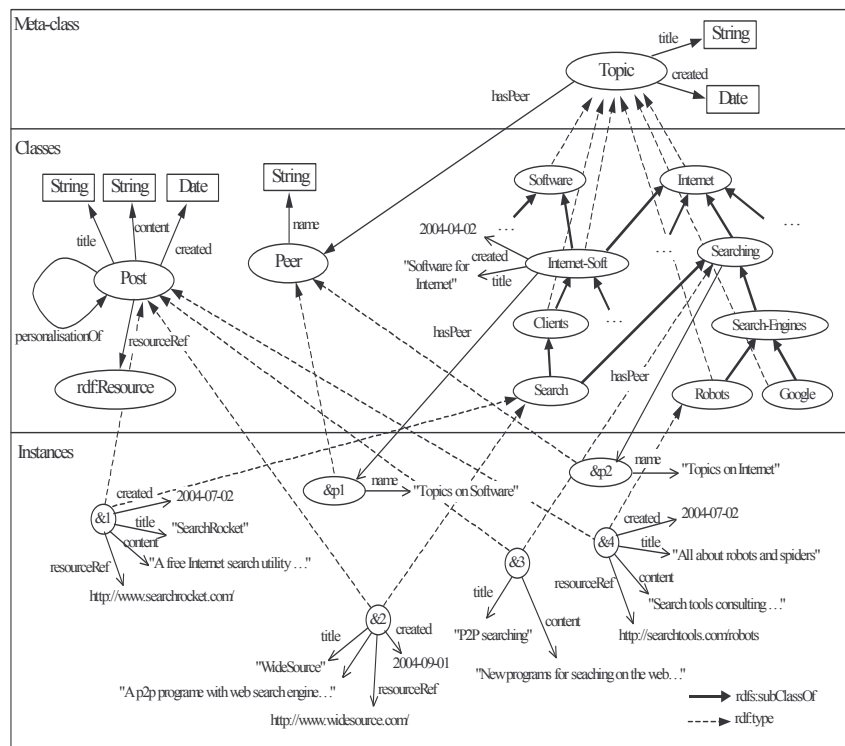 Meta-class
title
String
Topic
created
hasPeer
Date
Classes
String
String
Date
String
Software
Internet
title
content
created
name
2004-04-02
...
...
...
Post
Peer
created
Internet-Soft
Searching
"Software for
Internet"
title
personalisationOf
resourceRef
hasPeer
Clients
...
Search-Engines
rdf:Resource
Search
hasPeer
Robots
Google
Instances
&p1
name
"Topics on Software"
&p2
name
"Topics on Internet"
created
2004-07-02
&1
title
"SearchRocket"
content
resourceRef
"A free Internet search utility ..."
http://www.searchrocket.com/
created
2004-07-02
&4
title
"All about robots and spiders"
resourceRef
content
"Search tools consulting ..."
http://searchtools.com/robots
&3
title
content
"P2P searching"
"New programs for seaching on the web..."
&2
title
created
"WideSource"
2004-09-01
"A p2p programe with web search engine..."
resourceRef
http://www.widesource.com/
rdfs:subClassOf
rdf:type